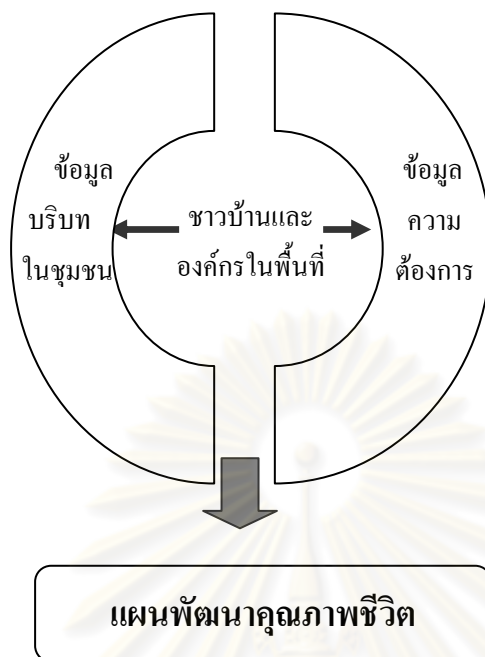 ข้อมูล
บริบท
ในชุมชน
ชาวบ้านและ
องค์กรในพื้นที่
ข้อมูล
ความ
ต้องการ
แผนพัฒนาคุณภาพชีวิต